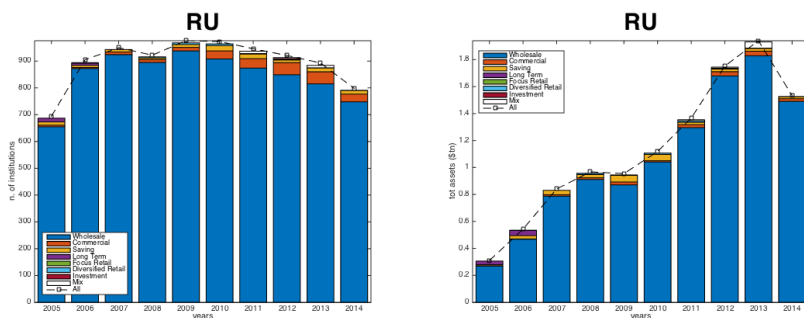 RU
n. of institutions
900
800
700
600
500
400
300
200
100
0
Wholesale
Commercial
Saving
Long Term
Focus Retail
Diversified Retail
Investment
Mix
All
2005 2006 2007 2008 2009 2010 2011 2012 2013 2014
years
RU
tot assets ($tn)
1.8
1.6
1.4
1.2
1
0.8
0.6
0.4
0.2
0
Wholesale
Commercial
Saving
Long Term
Focus Retail
Diversified Retail
Investment
Mix
All
2005 2006 2007 2008 2009 2010 2011 2012 2013 2014
years